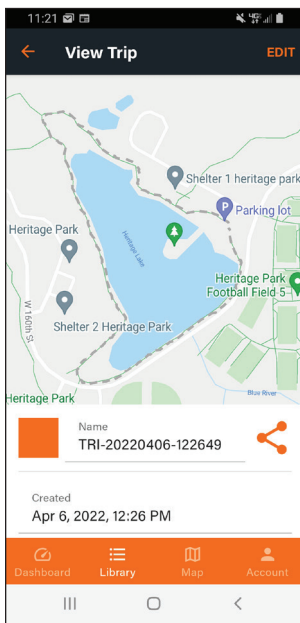 11:21
4G
View Trip
EDIT
Shelter 1 heritage park
P
Parking lot
Heritage Park
Heritage Lake
Heritage Park
Football Field 5
W 160th St
Shelter 2 Heritage Park
Heritage Park
Blue River
Name
TRI-20220406-122649
Created
Apr 6, 2022, 12:26 PM
Dashboard
Library
Map
Account